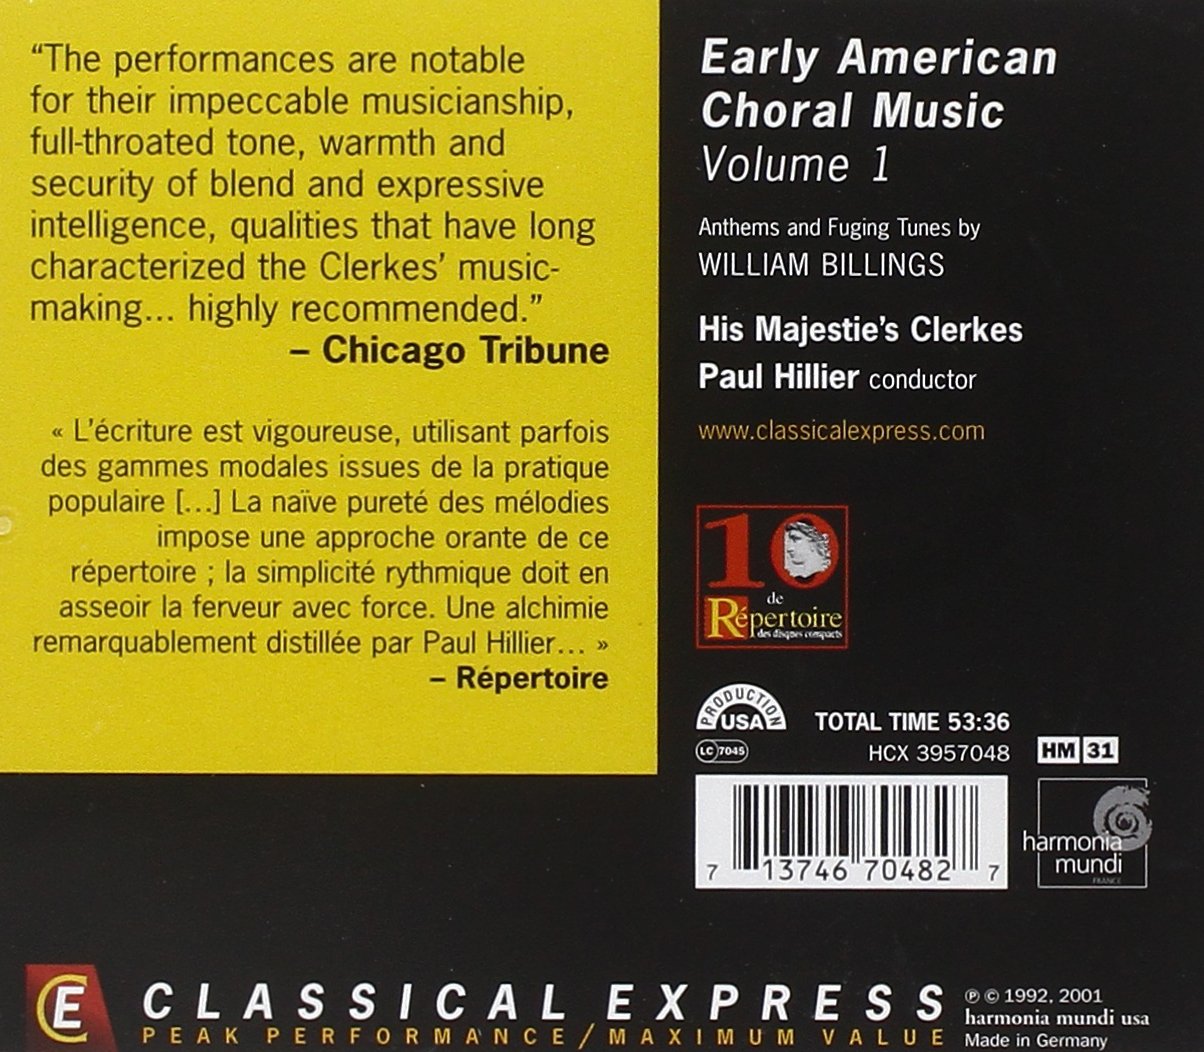 “The performances are notable
for their impeccable musicianship,
full-throated tone, warmth and
security of blend and expressive
intelligence, qualities that have long
characterized the Clerkes’ music-
making... highly recommended.”
– Chicago Tribune
« L’écriture est vigoureuse, utilisant parfois
des gammes modales issues de la pratique
populaire [...] La naïve pureté des mélodies
impose une approche orante de ce
répertoire ; la simplicité rythmique doit en
asseoir la ferveur avec force. Une alchimie
remarquablement distillée par Paul Hillier... »
– Répertoire
Early American
Choral Music
Volume 1
Anthems and Fuging Tunes by
WILLIAM BILLINGS
His Majestie’s Clerkes
Paul Hillier conductor
www.classicalexpress.com
10
de
Répertoire
des disques compacts
PRODUCTION
USA
TOTAL TIME 53:36
LC 7045
HCX 3957048
HM 31
7 13746 70482 7
harmonia
mundi
FRANCE
CE
CLASSICAL EXPRESS
PEAK PERFORMANCE/MAXIMUM VALUE
℗ © 1992, 2001
harmonia mundi usa
Made in Germany